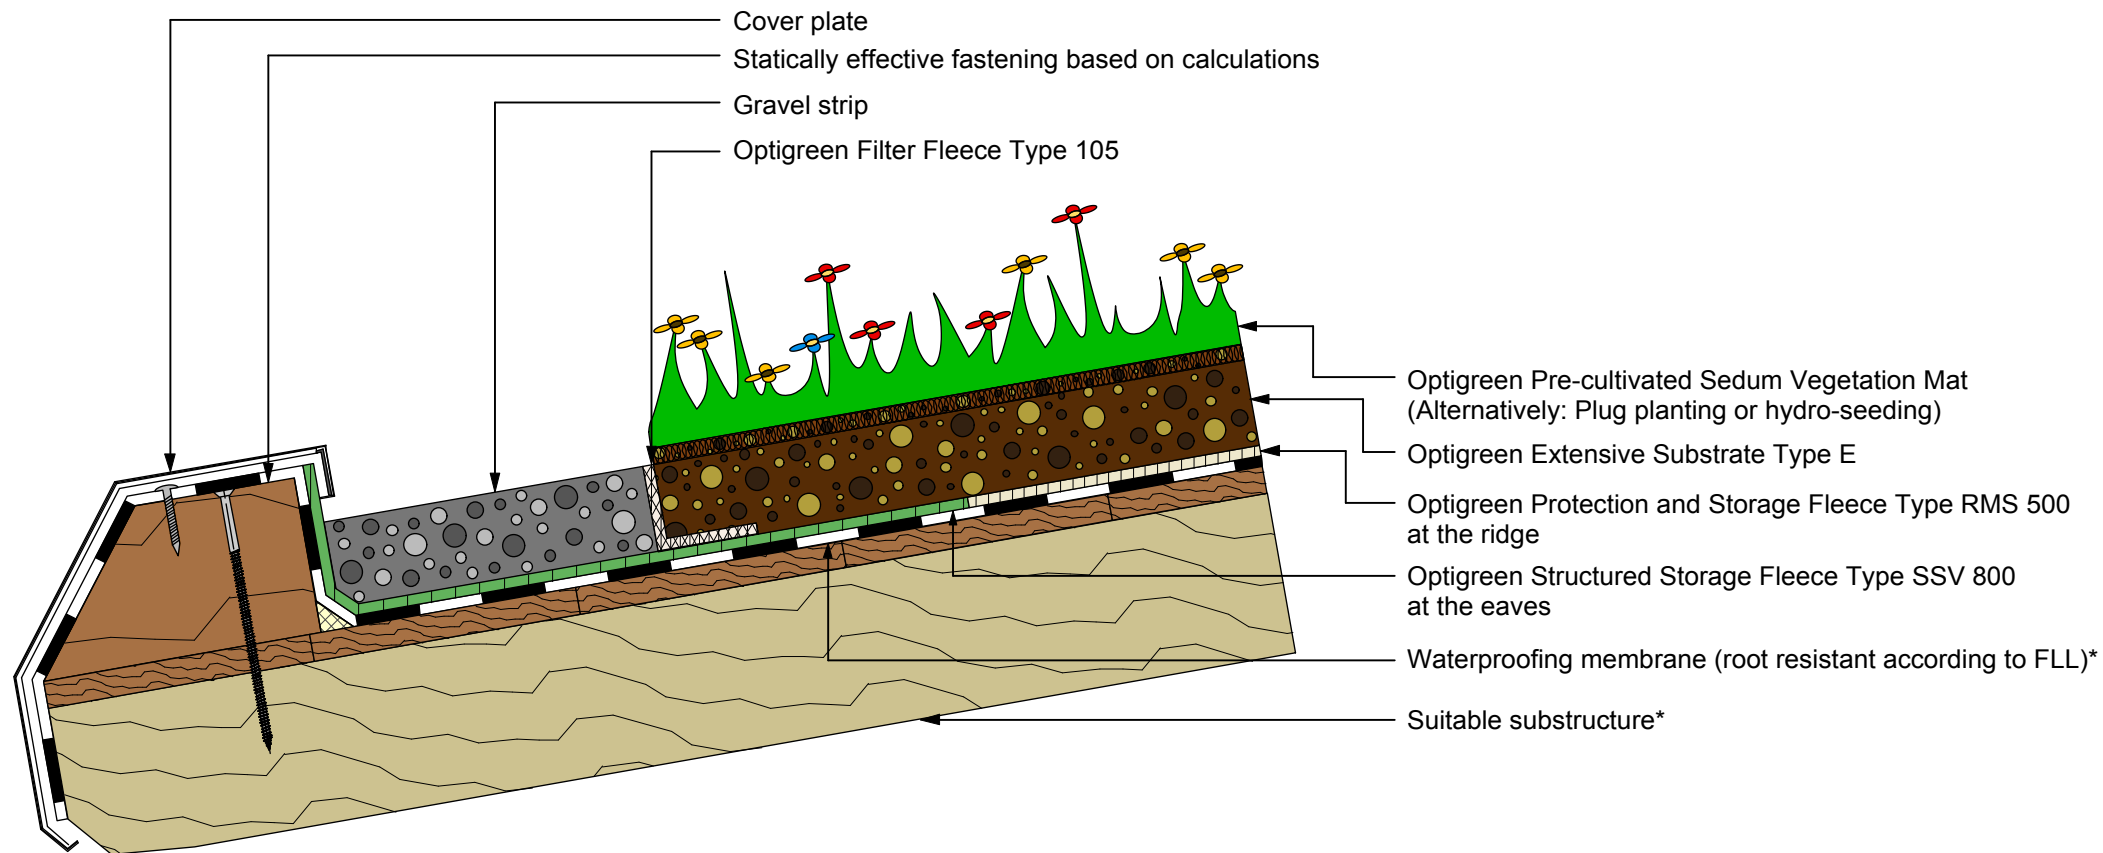 Cover plate
Statically effective fastening based on calculations
Gravel strip
Optigreen Filter Fleece Type 105
Optigreen Pre-cultivated Sedum Vegetation Mat
(Alternatively: Plug planting or hydro-seeding)
Optigreen Extensive Substrate Type E
Optigreen Protection and Storage Fleece Type RMS 500
at the ridge
Optigreen Structured Storage Fleece Type SSV 800
at the eaves
Waterproofing membrane (root resistant according to FLL)*
Suitable substructure*